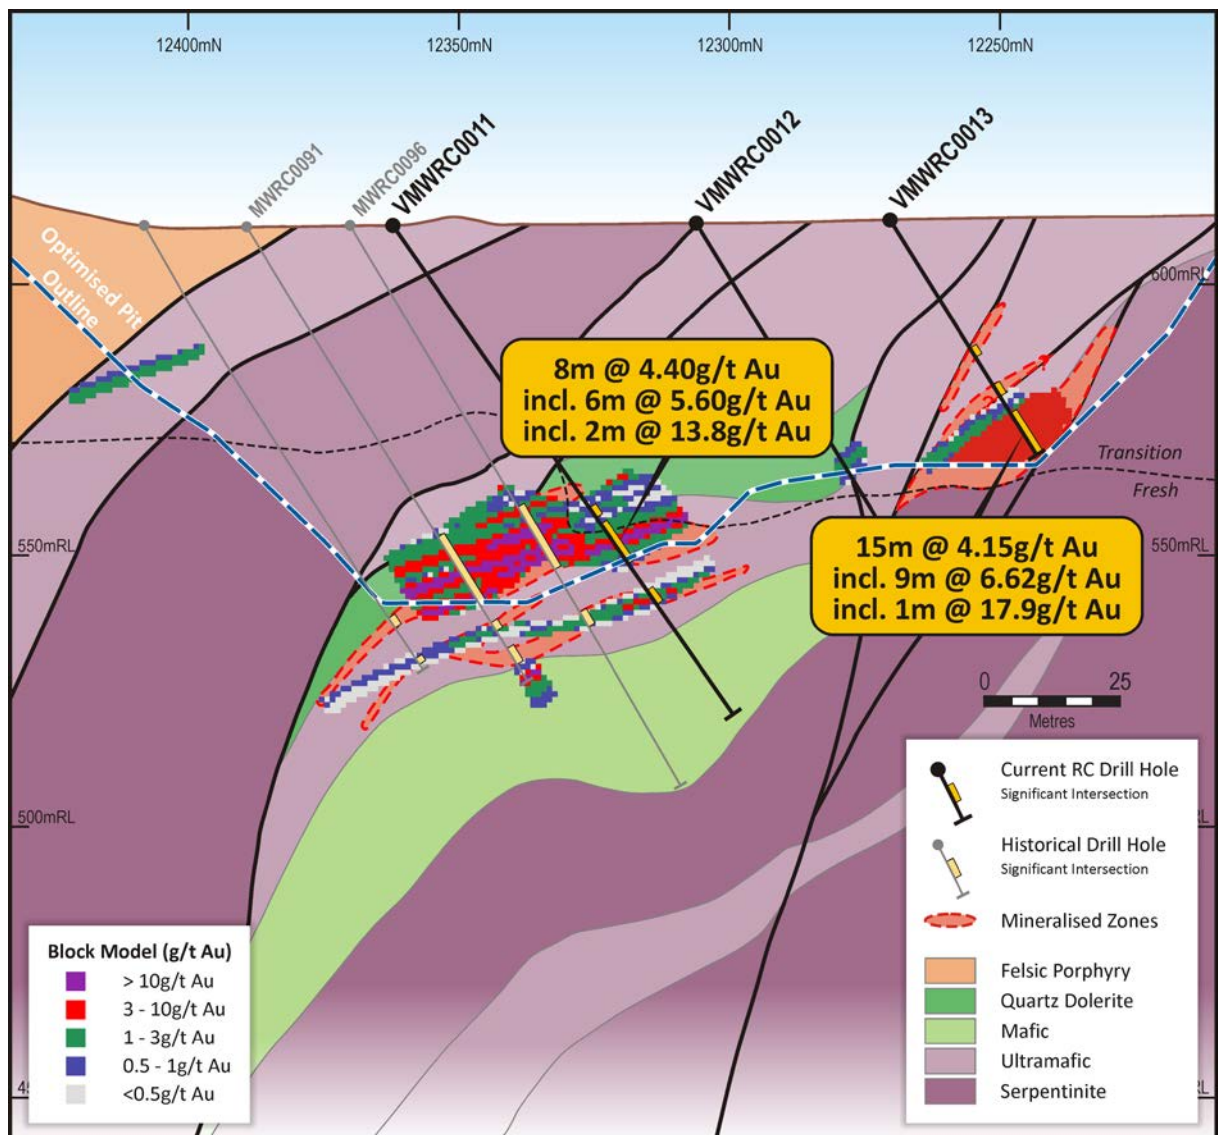 12400mN
12350mN
12300mN
12250mN
MWRC0091
MWRC0096
VMWRC0011
VMWRC0012
VMWRC0013
Optimised Pit
Outline
600mRL
8m @ 4.40g/t Au
incl. 6m @ 5.60g/t Au
incl. 2m @ 13.8g/t Au
Transition
Fresh
550mRL
550mRL
15m @ 4.15g/t Au
incl. 9m @ 6.62g/t Au
incl. 1m @ 17.9g/t Au
0 25
Metres
500mRL
Current RC Drill Hole
Significant Intersection
Historical Drill Hole
Significant Intersection
Mineralised Zones
Felsic Porphyry
Quartz Dolerite
Mafic
Ultramafic
Serpentinite
Block Model (g/t Au)
> 10g/t Au
3 - 10g/t Au
1 - 3g/t Au
0.5 - 1g/t Au
<0.5g/t Au